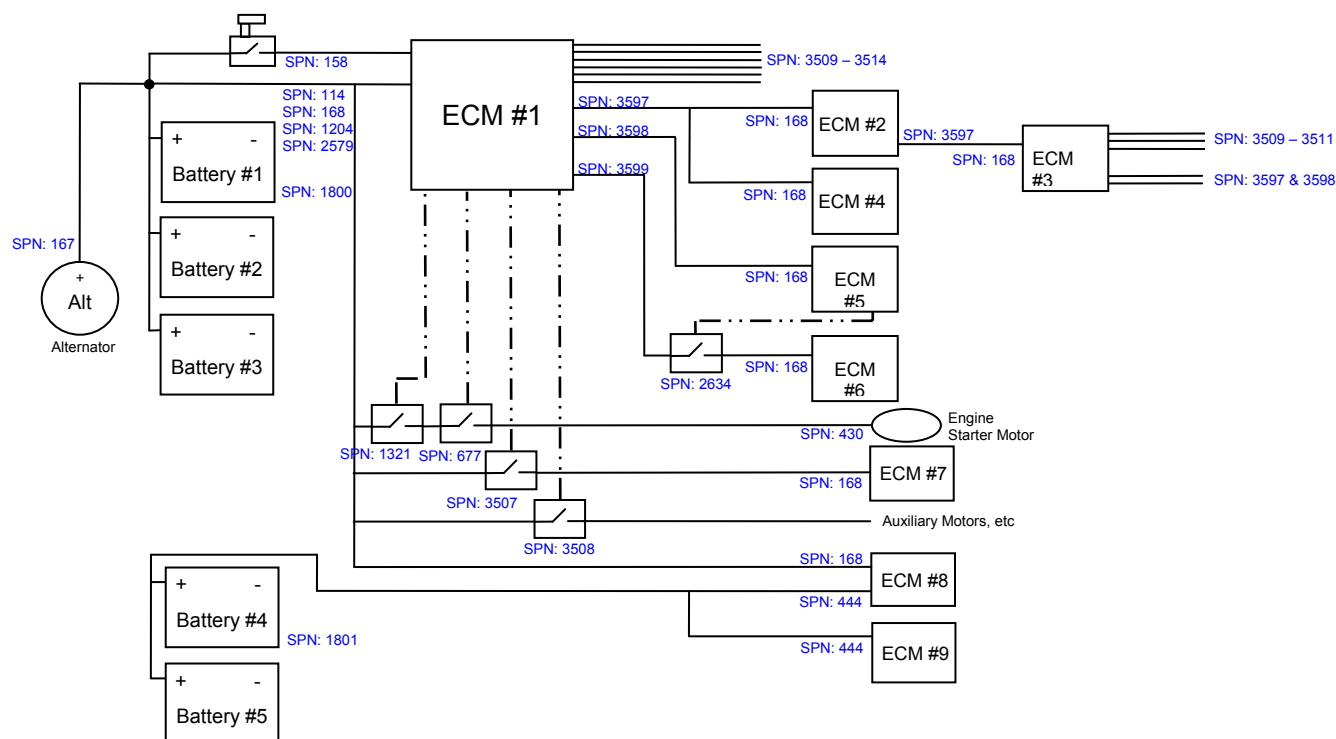 SPN: 158
ECM #1
SPN: 3509 – 3514
SPN: 114
SPN: 168
SPN: 1204
SPN: 2579
SPN: 1800
+ -
Battery #1
+ -
Battery #2
+ -
Battery #3
SPN: 167
+
Alt
Alternator
SPN: 3597
SPN: 3598
SPN: 3599
SPN: 168
ECM #2
SPN: 3597
SPN: 168
ECM
#3
SPN: 3509 – 3511
SPN: 3597 & 3598
SPN: 168
ECM #4
SPN: 168
ECM
#5
SPN: 2634
SPN: 168
ECM
#6
SPN: 1321
SPN: 677
SPN: 430
Engine
Starter Motor
SPN: 3507
SPN: 168
ECM #7
SPN: 3508
Auxiliary Motors, etc
SPN: 168
ECM #8
SPN: 444
+ -
Battery #4
SPN: 1801
SPN: 444
ECM #9
+ -
Battery #5